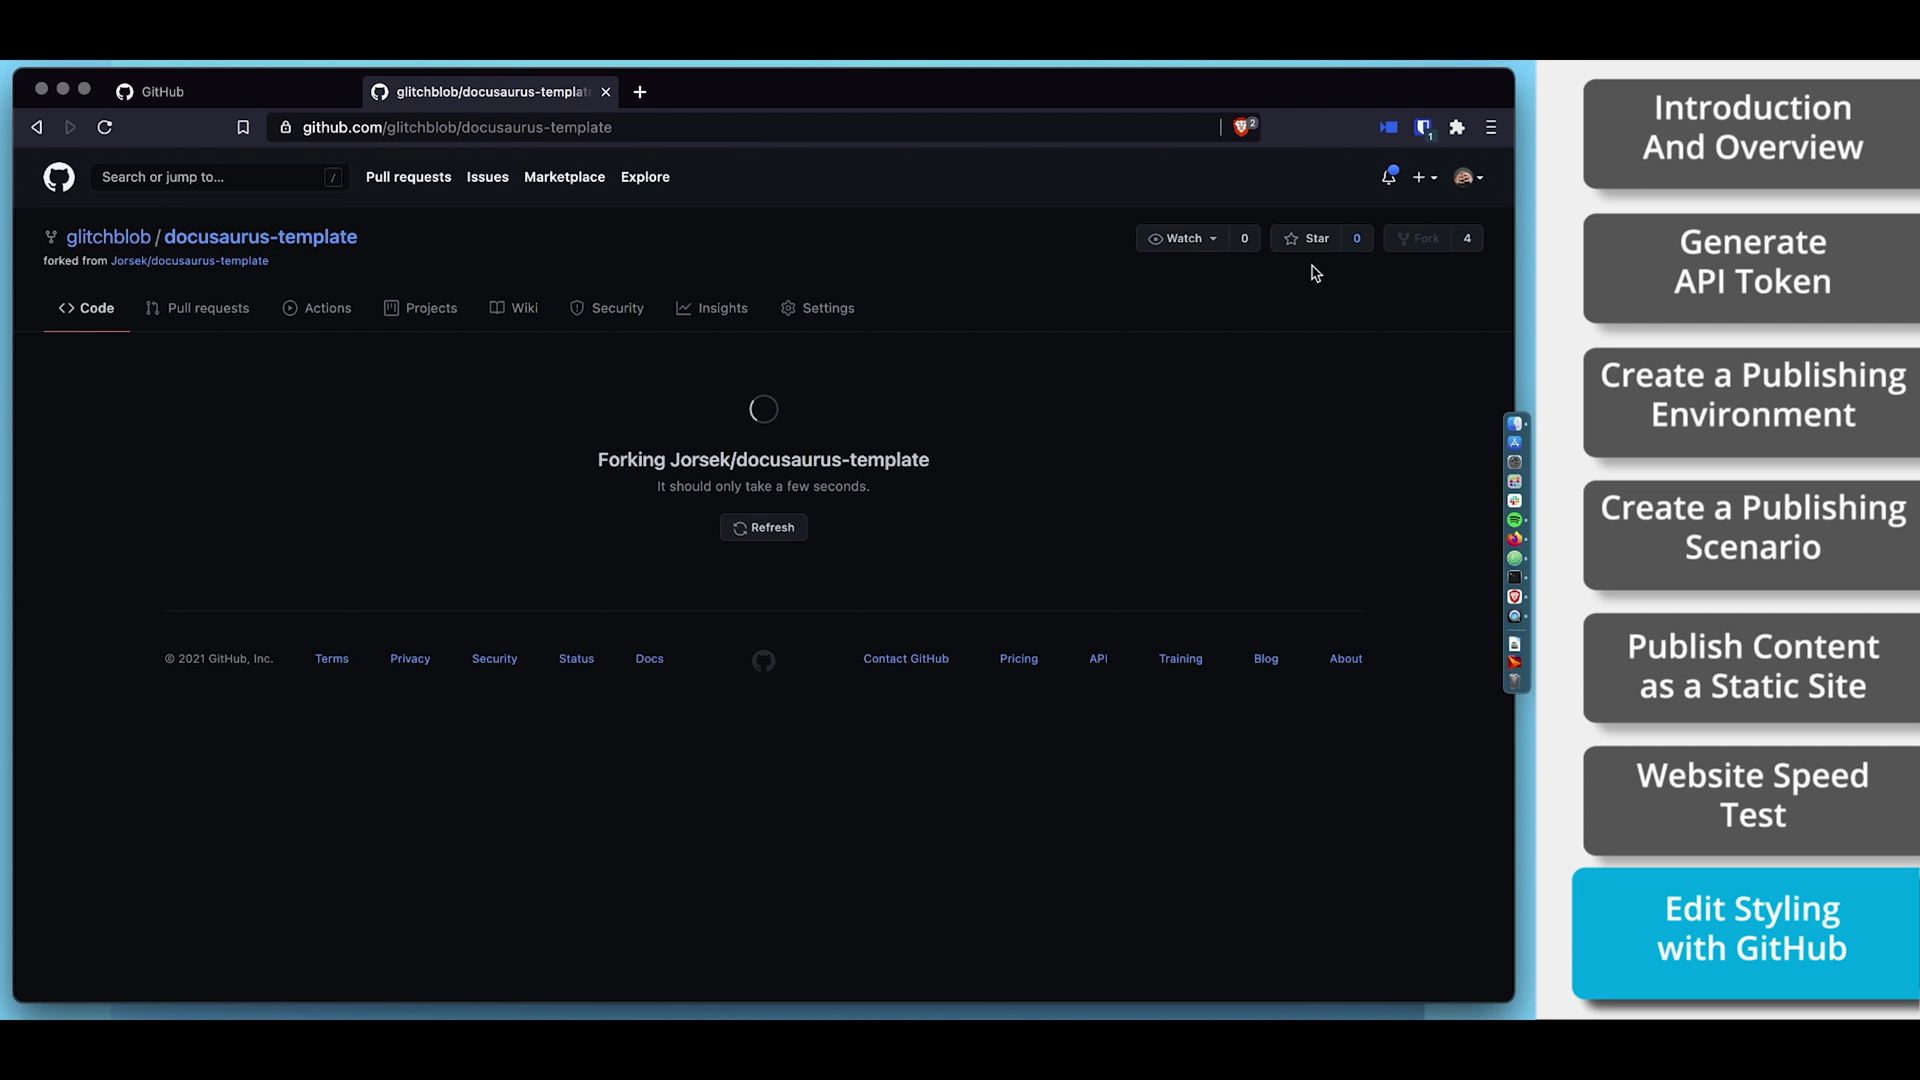 GitHub
glitchblob/docusaurus-templat
github.com/glitchblob/docusaurus-template
2
1
Search or jump to...
/
Pull requests
Issues
Marketplace
Explore
glitchblob / docusaurus-template
forked from Jorsek/docusaurus-template
Watch 0
Star 0
Fork 4
Code
Pull requests
Actions
Projects
Wiki
Security
Insights
Settings
Forking Jorsek/docusaurus-template
It should only take a few seconds.
Refresh
© 2021 GitHub, Inc.
Terms
Privacy
Security
Status
Docs
Contact GitHub
Pricing
API
Training
Blog
About
Introduction
And Overview
Generate
API Token
Create a Publishing
Environment
Create a Publishing
Scenario
Publish Content
as a Static Site
Website Speed
Test
Edit Styling
with GitHub